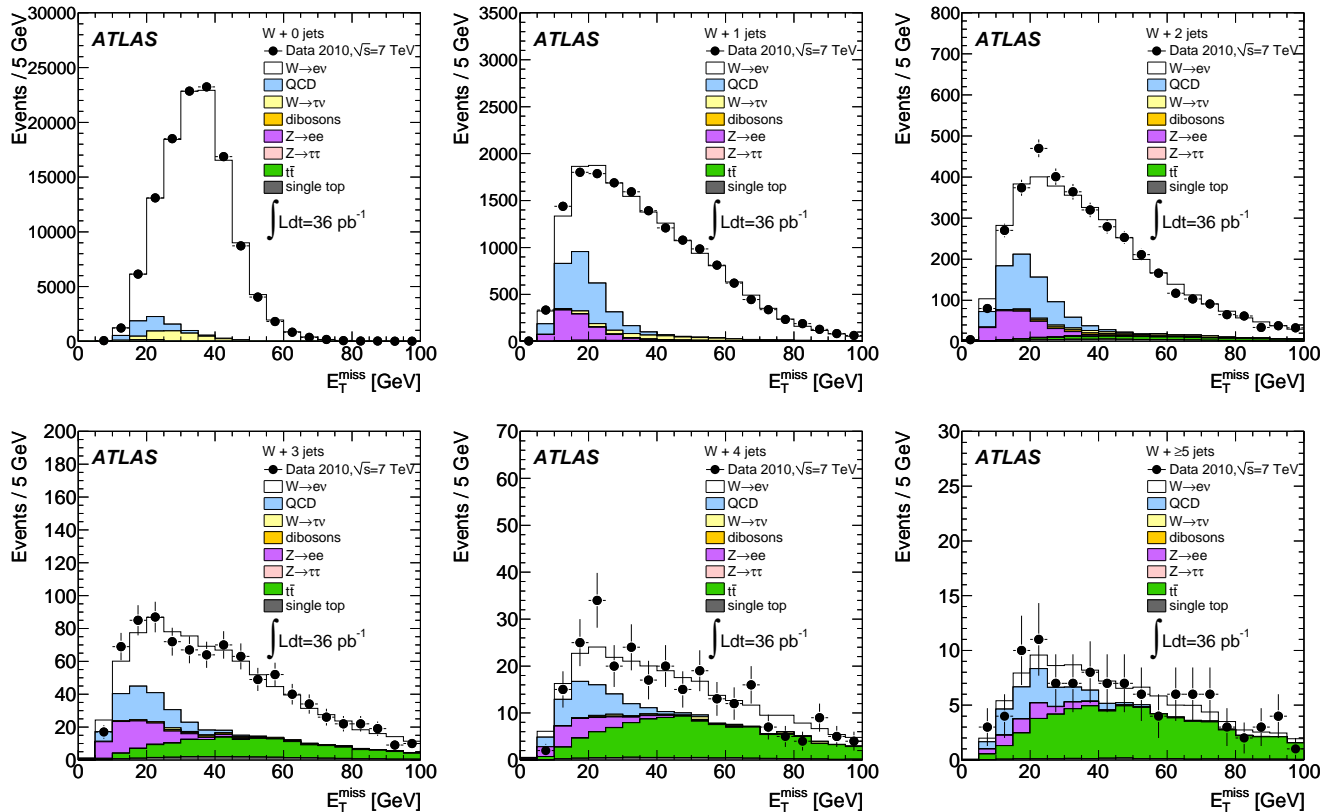 Events / 5 GeV
30000
25000
20000
15000
10000
5000
0
ATLAS
W + 0 jets
Data 2010,√s=7 TeV
W→eν
QCD
W→τν
dibosons
Z→ee
Z→ττ
tt̄
single top
∫Ldt=36 pb⁻¹
0 20 40 60 80 100
E_T^miss [GeV]
Events / 5 GeV
3500
3000
2500
2000
1500
1000
500
0
ATLAS
W + 1 jets
Data 2010,√s=7 TeV
W→eν
QCD
W→τν
dibosons
Z→ee
Z→ττ
tt̄
single top
∫Ldt=36 pb⁻¹
0 20 40 60 80 100
E_T^miss [GeV]
Events / 5 GeV
800
700
600
500
400
300
200
100
0
ATLAS
W + 2 jets
Data 2010,√s=7 TeV
W→eν
QCD
W→τν
dibosons
Z→ee
Z→ττ
tt̄
single top
∫Ldt=36 pb⁻¹
0 20 40 60 80 100
E_T^miss [GeV]
Events / 5 GeV
200
180
160
140
120
100
80
60
40
20
0
ATLAS
W + 3 jets
Data 2010,√s=7 TeV
W→eν
QCD
W→τν
dibosons
Z→ee
Z→ττ
tt̄
single top
∫Ldt=36 pb⁻¹
0 20 40 60 80 100
E_T^miss [GeV]
Events / 5 GeV
70
60
50
40
30
20
10
0
ATLAS
W + 4 jets
Data 2010,√s=7 TeV
W→eν
QCD
W→τν
dibosons
Z→ee
Z→ττ
tt̄
single top
∫Ldt=36 pb⁻¹
0 20 40 60 80 100
E_T^miss [GeV]
Events / 5 GeV
30
25
20
15
10
5
0
ATLAS
W + ≥5 jets
Data 2010,√s=7 TeV
W→eν
QCD
W→τν
dibosons
Z→ee
Z→ττ
tt̄
single top
∫Ldt=36 pb⁻¹
0 20 40 60 80 100
E_T^miss [GeV]